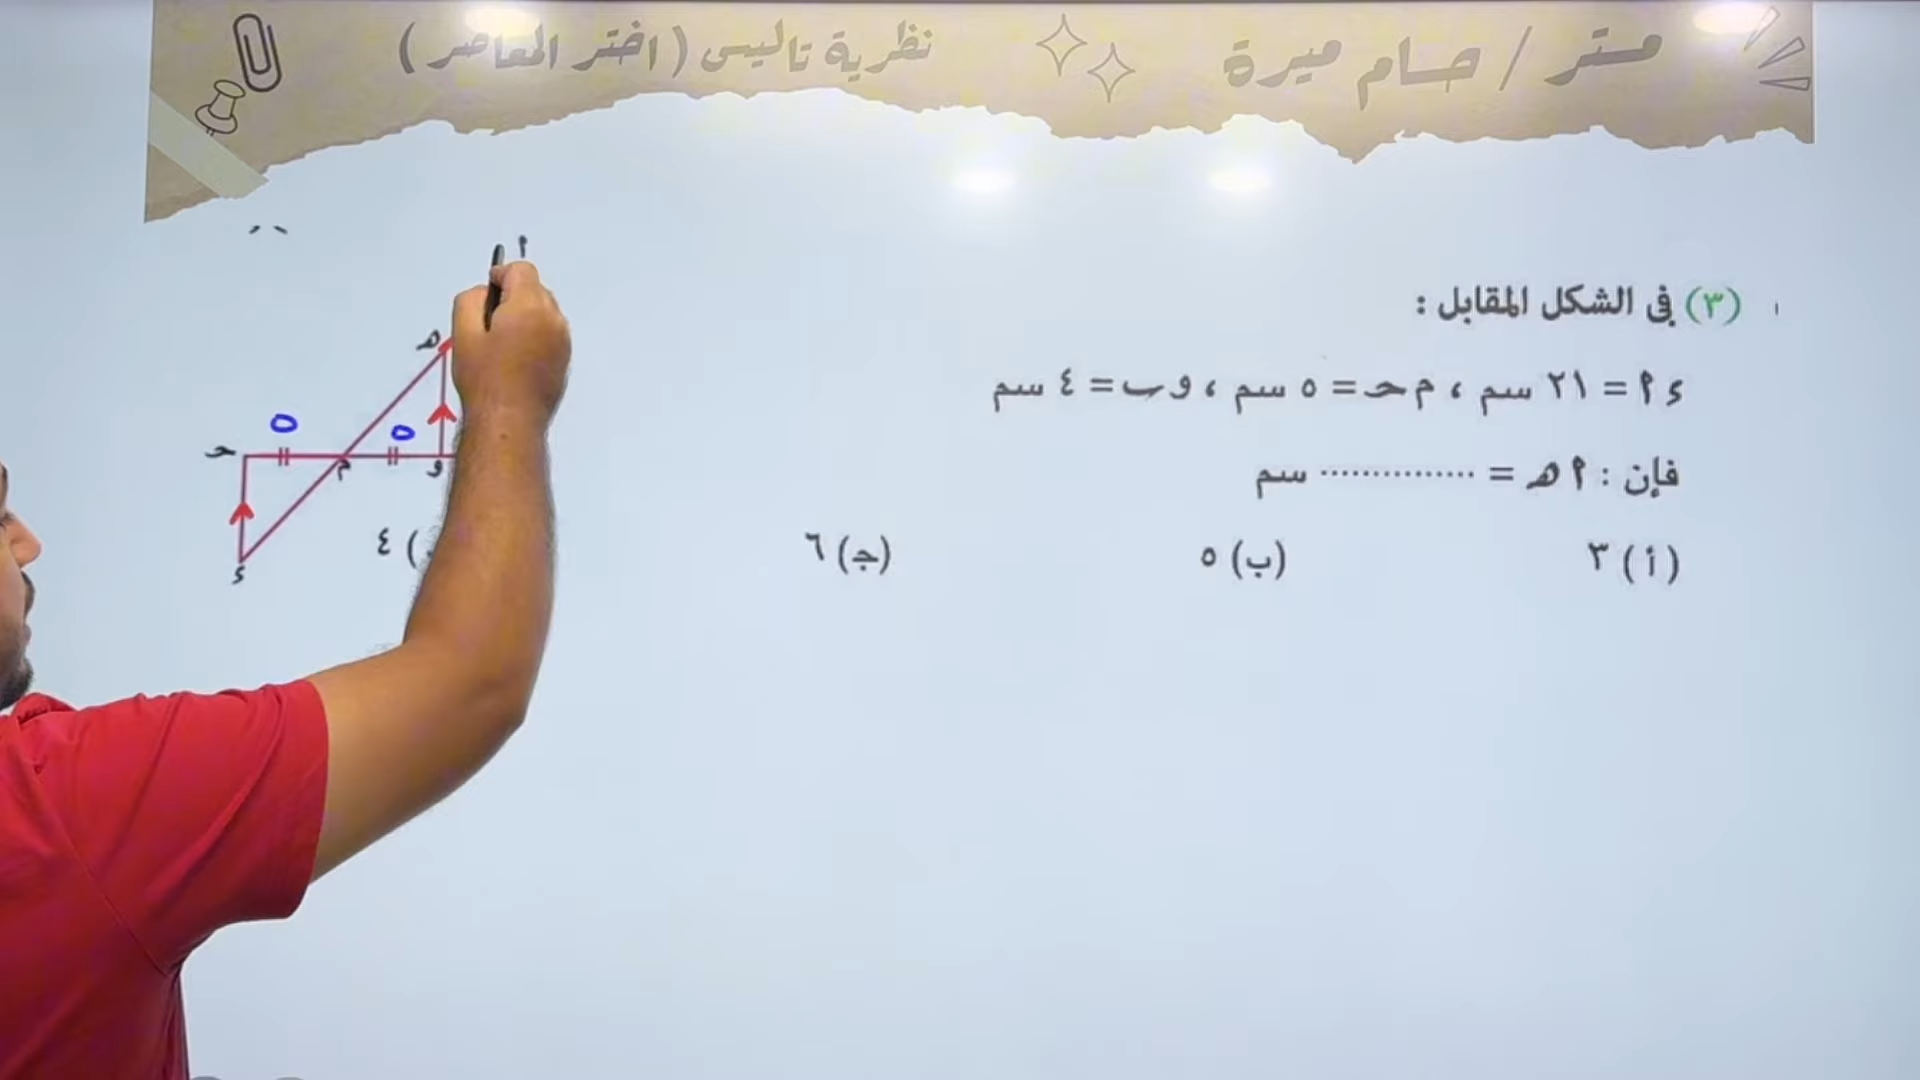 مستر / حسام ميرة
نظرية تاليس ( اختر المعاصر )
(٣) في الشكل المقابل :
ء ا = ٢١ سم ، م حـ = ٥ سم ، و ب = ٤ سم
فإن : ا هـ = ............... سم
( أ ) ٣
(ب) ٥
(جـ) ٦
) ٤
ا
هـ
٥
٥
حـ
م
و
ء